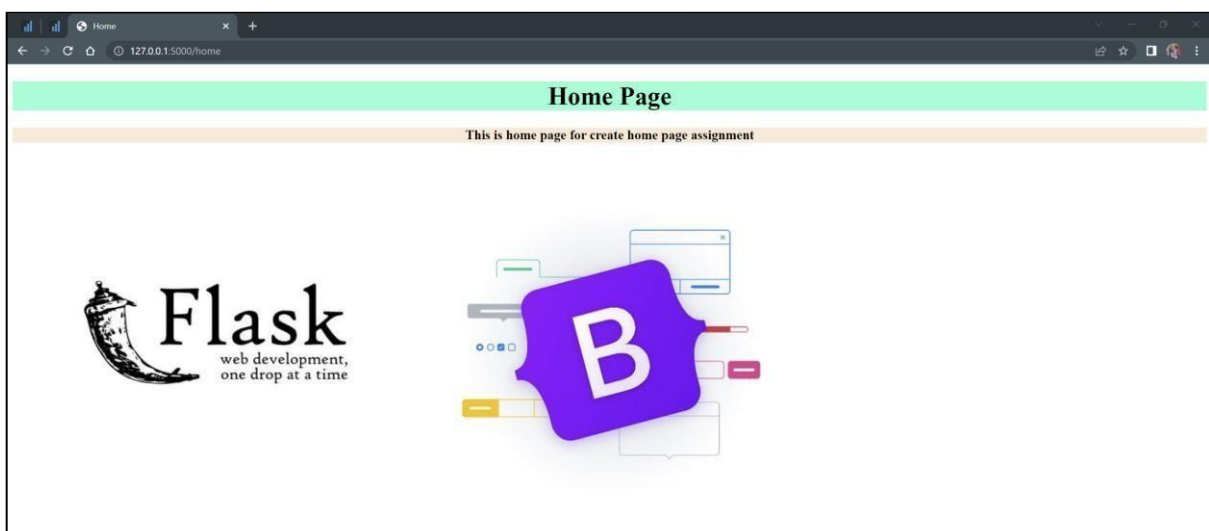 Home
127.0.0.1:5000/home
Home Page
This is home page for create home page assignment
Flask
web development,
one drop at a time
B